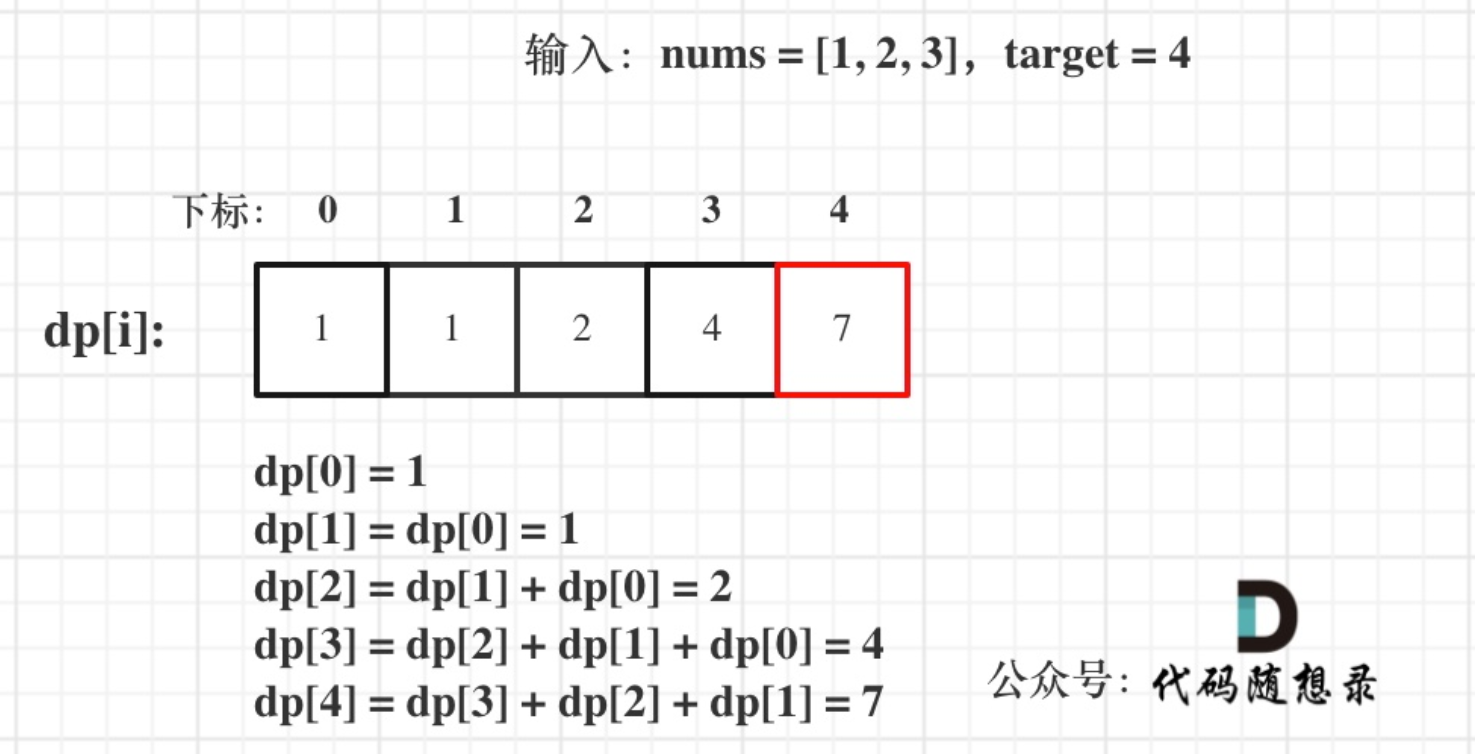 输入：nums = [1, 2, 3]，target = 4
下标： 0 1 2 3 4
dp[i]: 1 1 2 4 7
dp[0] = 1
dp[1] = dp[0] = 1
dp[2] = dp[1] + dp[0] = 2
dp[3] = dp[2] + dp[1] + dp[0] = 4
dp[4] = dp[3] + dp[2] + dp[1] = 7
公众号：代码随想录